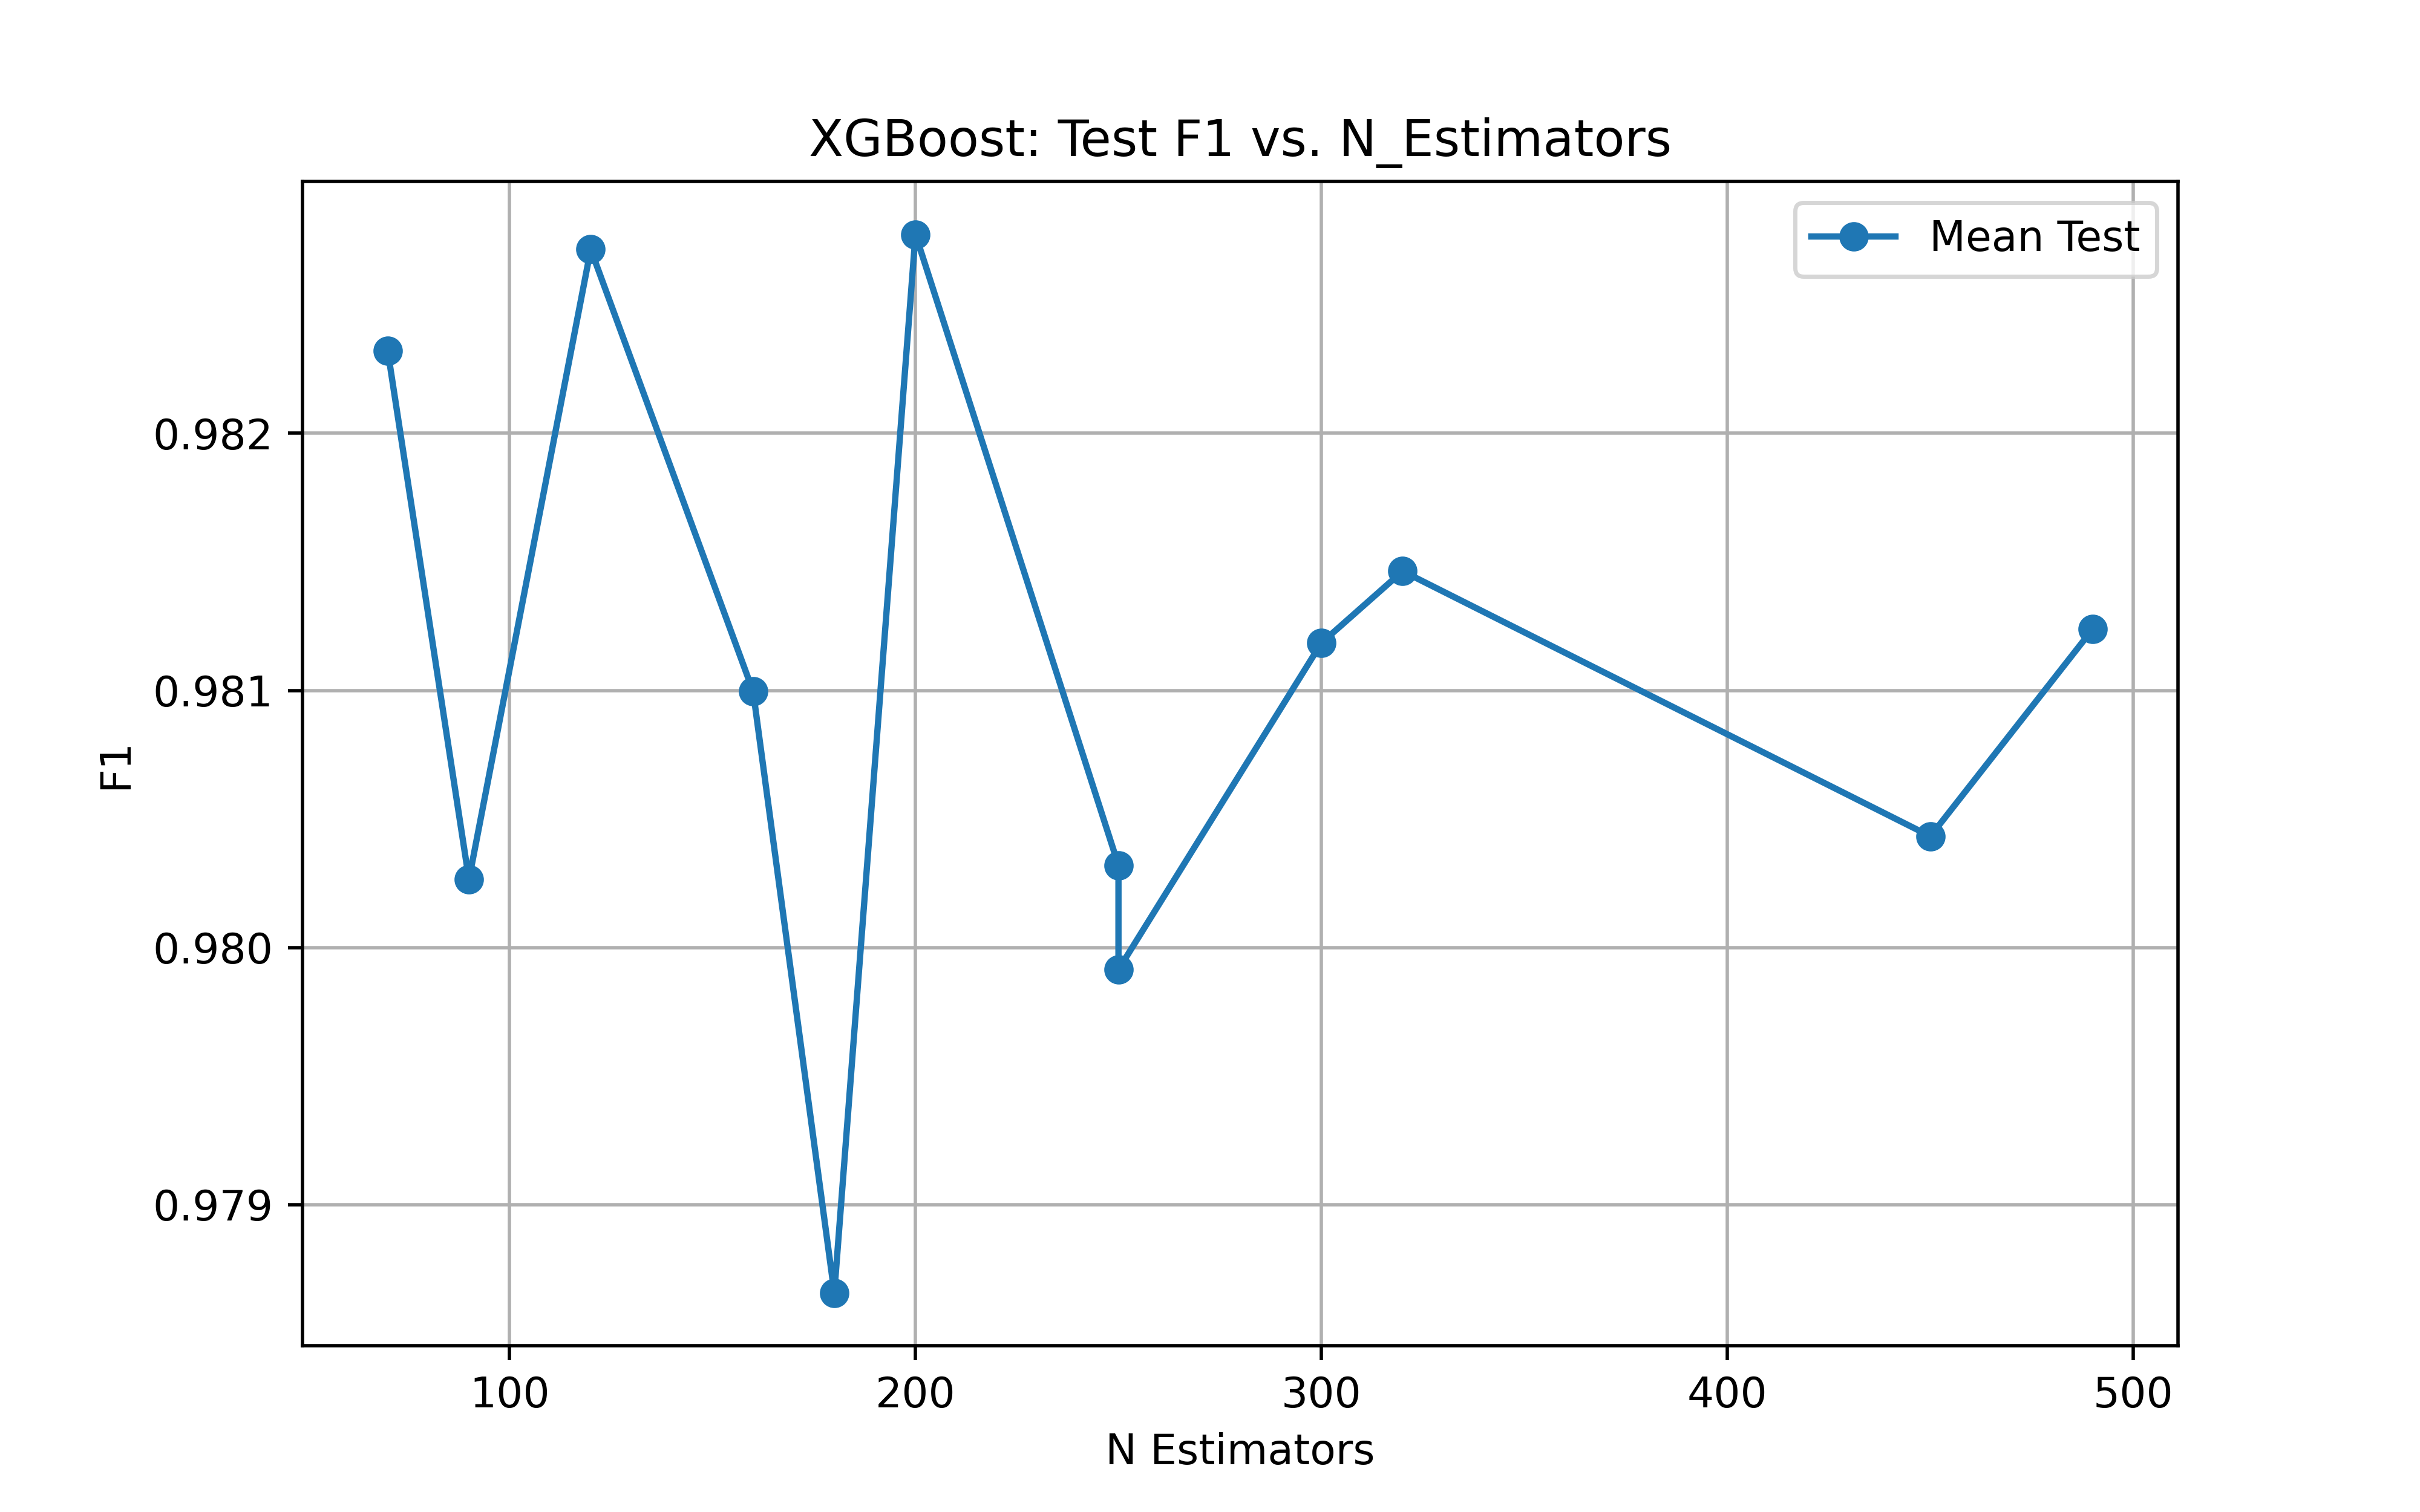 XGBoost: Test F1 vs. N_Estimators
Mean Test
0.982
0.981
0.980
0.979
F1
100 200 300 400 500
N Estimators